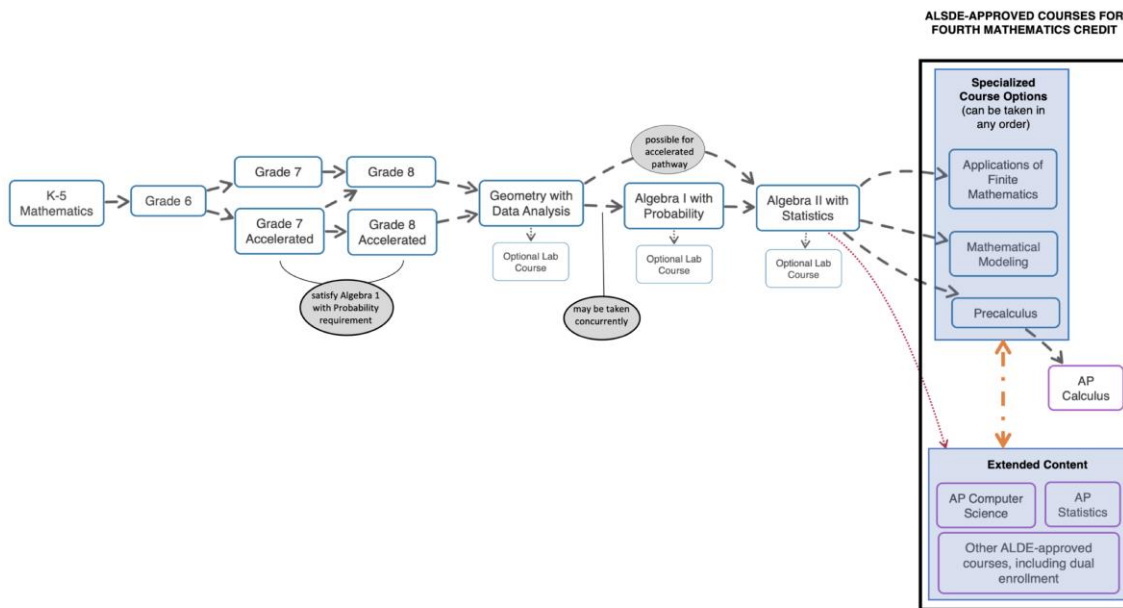 ALSDE-APPROVED COURSES FOR
FOURTH MATHEMATICS CREDIT
Specialized
Course Options
(can be taken in
any order)
Applications of
Finite
Mathematics
Mathematical
Modeling
Precalculus
AP
Calculus
Extended Content
AP Computer
Science
AP
Statistics
Other ALDE-approved
courses, including dual
enrollment
K-5
Mathematics
Grade 6
Grade 7
Grade 8
Grade 7
Accelerated
Grade 8
Accelerated
satisfy Algebra 1
with Probability
requirement
Geometry with
Data Analysis
Optional Lab
Course
may be taken
concurrently
possible for
accelerated
pathway
Algebra I with
Probability
Optional Lab
Course
Algebra II with
Statistics
Optional Lab
Course